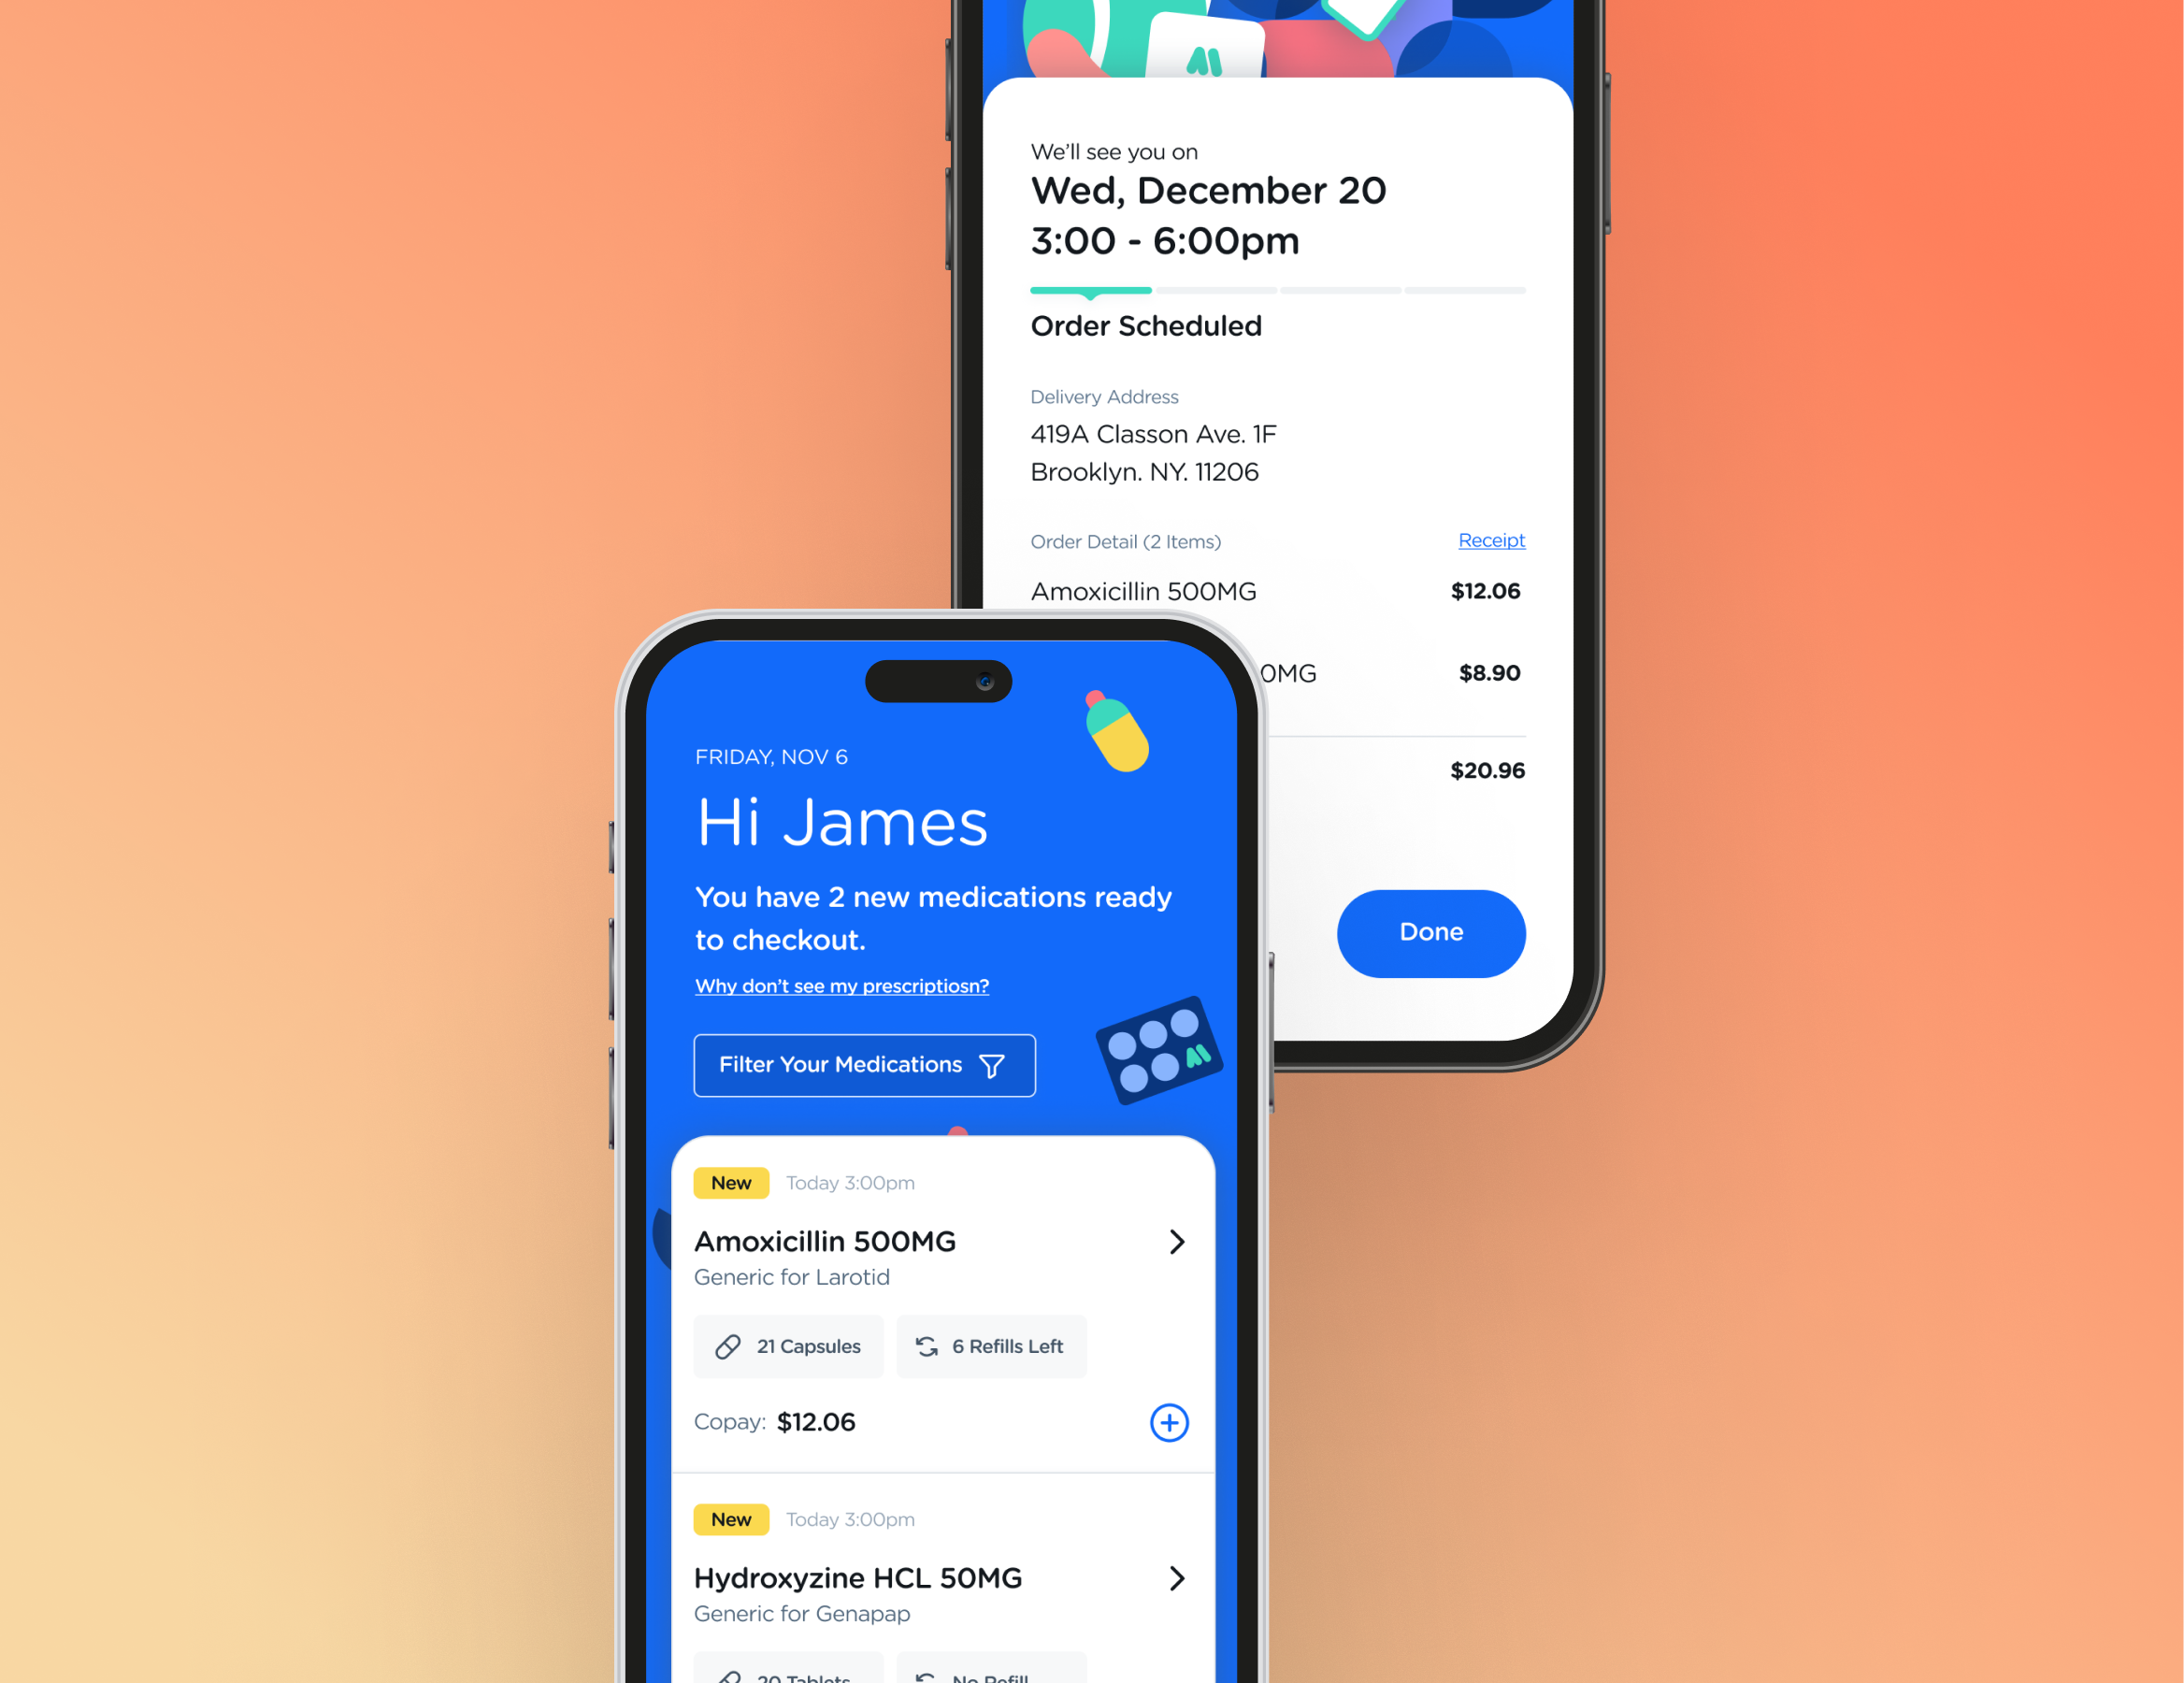 We'll see you on
Wed, December 20
3:00 - 6:00pm
Order Scheduled
Delivery Address
419A Classon Ave. 1F
Brooklyn. NY. 11206
Order Detail (2 Items) Receipt
Amoxicillin 500MG $12.06
0MG $8.90
$20.96
Done
FRIDAY, NOV 6
Hi James
You have 2 new medications ready
to checkout.
Why don't see my prescriptiosn?
Filter Your Medications
New Today 3:00pm
Amoxicillin 500MG
Generic for Larotid
21 Capsules 6 Refills Left
Copay: $12.06
New Today 3:00pm
Hydroxyzine HCL 50MG
Generic for Genapap
20 Tablets No Refill